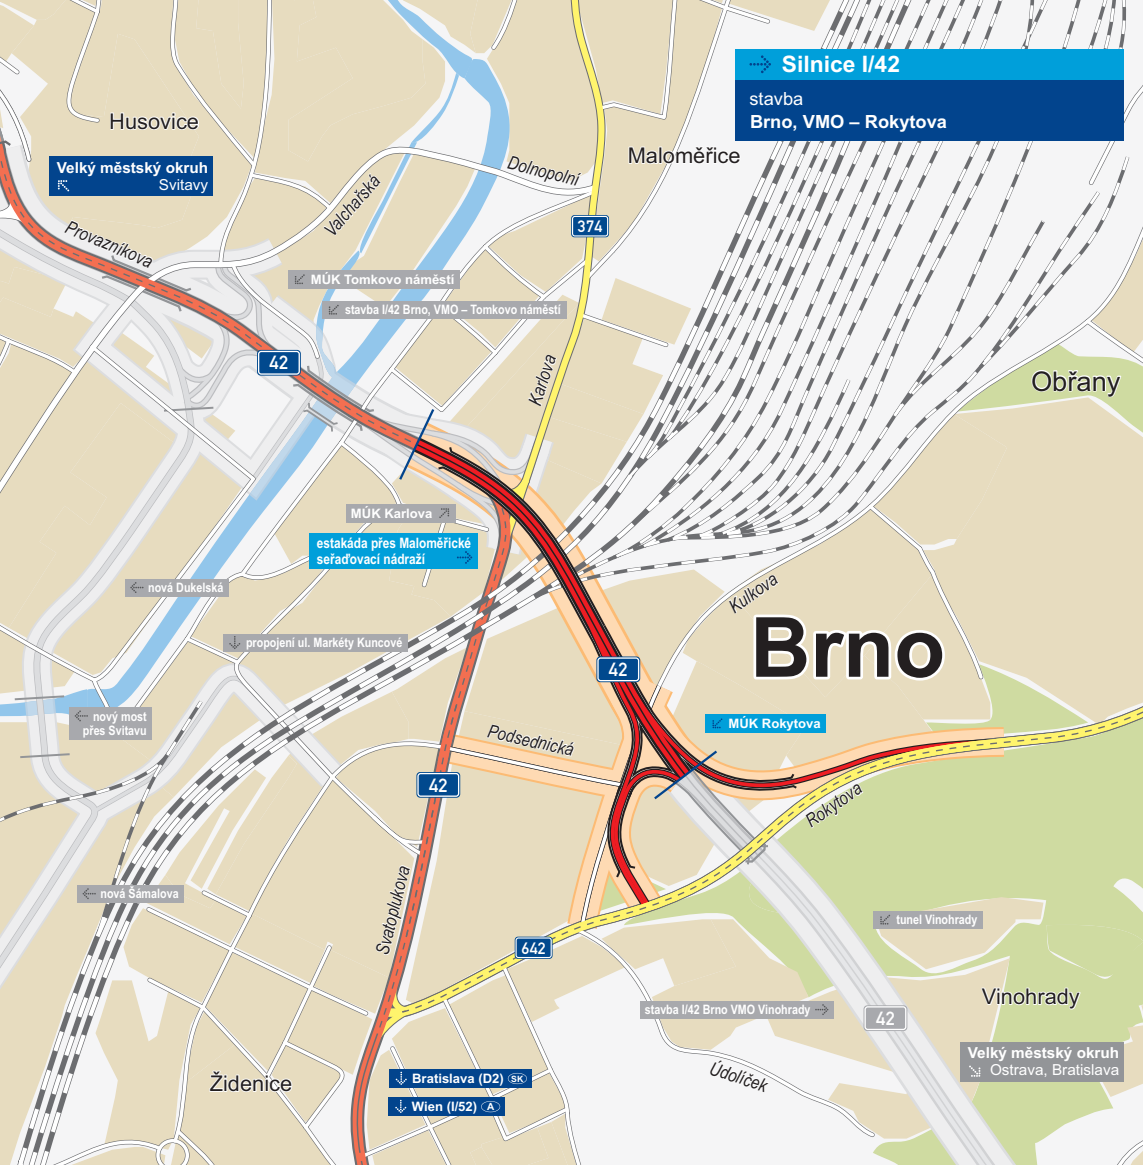 Silnice I/42
stavba
Brno, VMO – Rokytova
Husovice
Maloměřice
Dolnopolní
Velký městský okruh
Svitavy
Valchařská
374
Provazníkova
MÚK Tomkovo náměstí
stavba I/42 Brno, VMO – Tomkovo náměstí
42
Karlova
Obřany
MÚK Karlova
estakáda přes Maloměřické
seřaďovací nádraží
nová Dukelská
Kulkova
propojení ul. Markéty Kuncové
Brno
42
nový most
přes Svitavu
MÚK Rokytova
Podsednická
42
Rokytova
nová Šámalova
Svatoplukova
tunel Vinohrady
642
Vinohrady
stavba I/42 Brno VMO Vinohrady
42
Velký městský okruh
Ostrava, Bratislava
Židenice
Bratislava (D2) SK
Údolíček
Wien (I/52) A